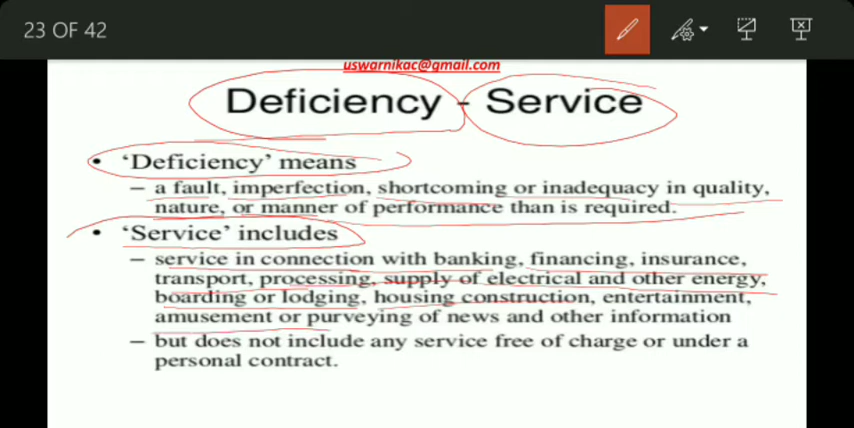 23 OF 42
uswarnikac@gmail.com
Deficiency - Service
• ‘Deficiency’ means
– a fault, imperfection, shortcoming or inadequacy in quality,
nature, or manner of performance than is required.
• ‘Service’ includes
– service in connection with banking, financing, insurance,
transport, processing, supply of electrical and other energy,
boarding or lodging, housing construction, entertainment,
amusement or purveying of news and other information
– but does not include any service free of charge or under a
personal contract.